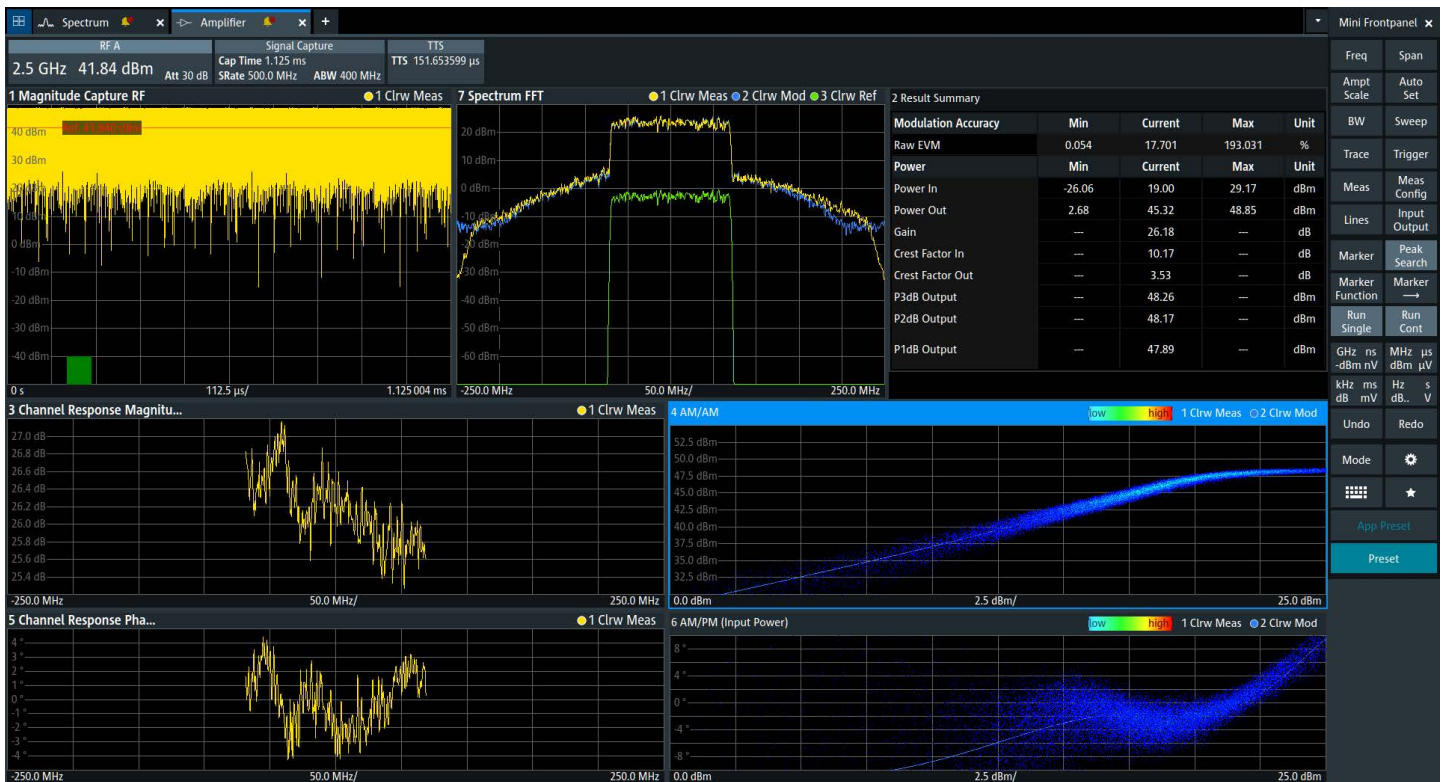 Spectrum × Amplifier × +
Mini Frontpanel ×
RF A
2.5 GHz 41.84 dBm Att 30 dB
Signal Capture
Cap Time 1.125 ms
SRate 500.0 MHz ABW 400 MHz
TTS
TTS 151.653599 µs
1 Magnitude Capture RF 1 Clrw Meas
40 dBm
30 dBm
0 dBm
-10 dBm
-20 dBm
-30 dBm
-40 dBm
0 s 112.5 µs/ 1.125004 ms
7 Spectrum FFT 1 Clrw Meas 2 Clrw Mod 3 Clrw Ref
20 dBm
10 dBm
0 dBm
-10 dBm
-20 dBm
-30 dBm
-40 dBm
-50 dBm
-60 dBm
-250.0 MHz 50.0 MHz/ 250.0 MHz
2 Result Summary
Modulation Accuracy Min Current Max Unit
Raw EVM 0.054 17.701 193.031 %
Power Min Current Max Unit
Power In -26.06 19.00 29.17 dBm
Power Out 2.68 45.32 48.85 dBm
Gain --- 26.18 --- dB
Crest Factor In --- 10.17 --- dB
Crest Factor Out --- 3.53 --- dB
P3dB Output --- 48.26 --- dBm
P2dB Output --- 48.17 --- dBm
P1dB Output --- 47.89 --- dBm
3 Channel Response Magnitu... 1 Clrw Meas
27.0 dB
26.8 dB
26.6 dB
26.4 dB
26.2 dB
26.0 dB
25.8 dB
25.6 dB
25.4 dB
-250.0 MHz 50.0 MHz/ 250.0 MHz
4 AM/AM low high 1 Clrw Meas 2 Clrw Mod
52.5 dBm
50.0 dBm
47.5 dBm
45.0 dBm
42.5 dBm
40.0 dBm
37.5 dBm
35.0 dBm
32.5 dBm
0.0 dBm 2.5 dBm/ 25.0 dBm
5 Channel Response Pha... 1 Clrw Meas
4 °
3 °
2 °
1 °
0 °
-1 °
-2 °
-3 °
-4 °
-250.0 MHz 50.0 MHz/ 250.0 MHz
6 AM/PM (Input Power) low high 1 Clrw Meas 2 Clrw Mod
8 °
4 °
0 °
-4 °
-8 °
0.0 dBm 2.5 dBm/ 25.0 dBm
Freq Span
Ampt Scale Auto Set
BW Sweep
Trace Trigger
Meas Meas Config
Lines Input Output
Marker Peak Search
Marker Function Marker →
Run Single Run Cont
GHz ns MHz µs
-dBm nV dBm µV
kHz ms Hz s
dB mV dB.. V
Undo Redo
Mode
App Preset
Preset